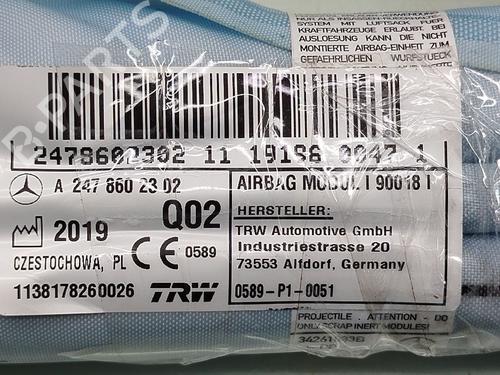 NUR ALS INSASSEN-RUECKHALTE-
SYSTEM MIT LUFTSACK FUER
KRAFTFAHRZEUGE ERLAUBT BEI
AUSLOESUNG KANN DIE NICHT
MONTIERTE AIRBAG-EINHEIT ZUM
GEFAEHRLICHEN WURFSTUECK
2478602302 11 19156 0047 1
A 247 860 23 02
AIRBAG MODUL I 90018 I
Q02
HERSTELLER:
2019
TRW Automotive GmbH
0589
Industriestrasse 20
CZESTOCHOWA, PL
CE
73553 Alfdorf, Germany
1138178260026
TRW
0589-P1-0051
PROJECTILE. ATTENTION - DO
ONLY SCRAP INERT MODULES!
R-PARTS